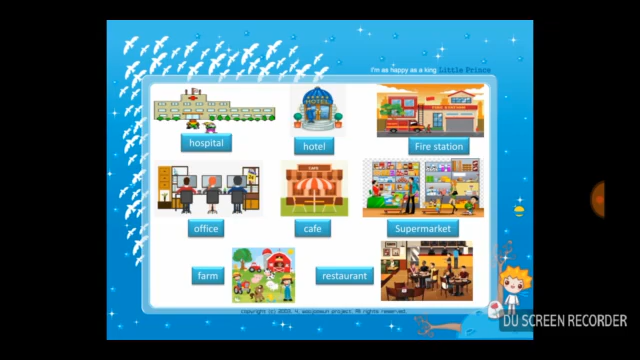 I'm as happy as a king Little Prince
HOTEL
FIRE STATION
hospital
hotel
Fire station
CAFE
office
cafe
Supermarket
farm
restaurant
DU SCREEN RECORDER